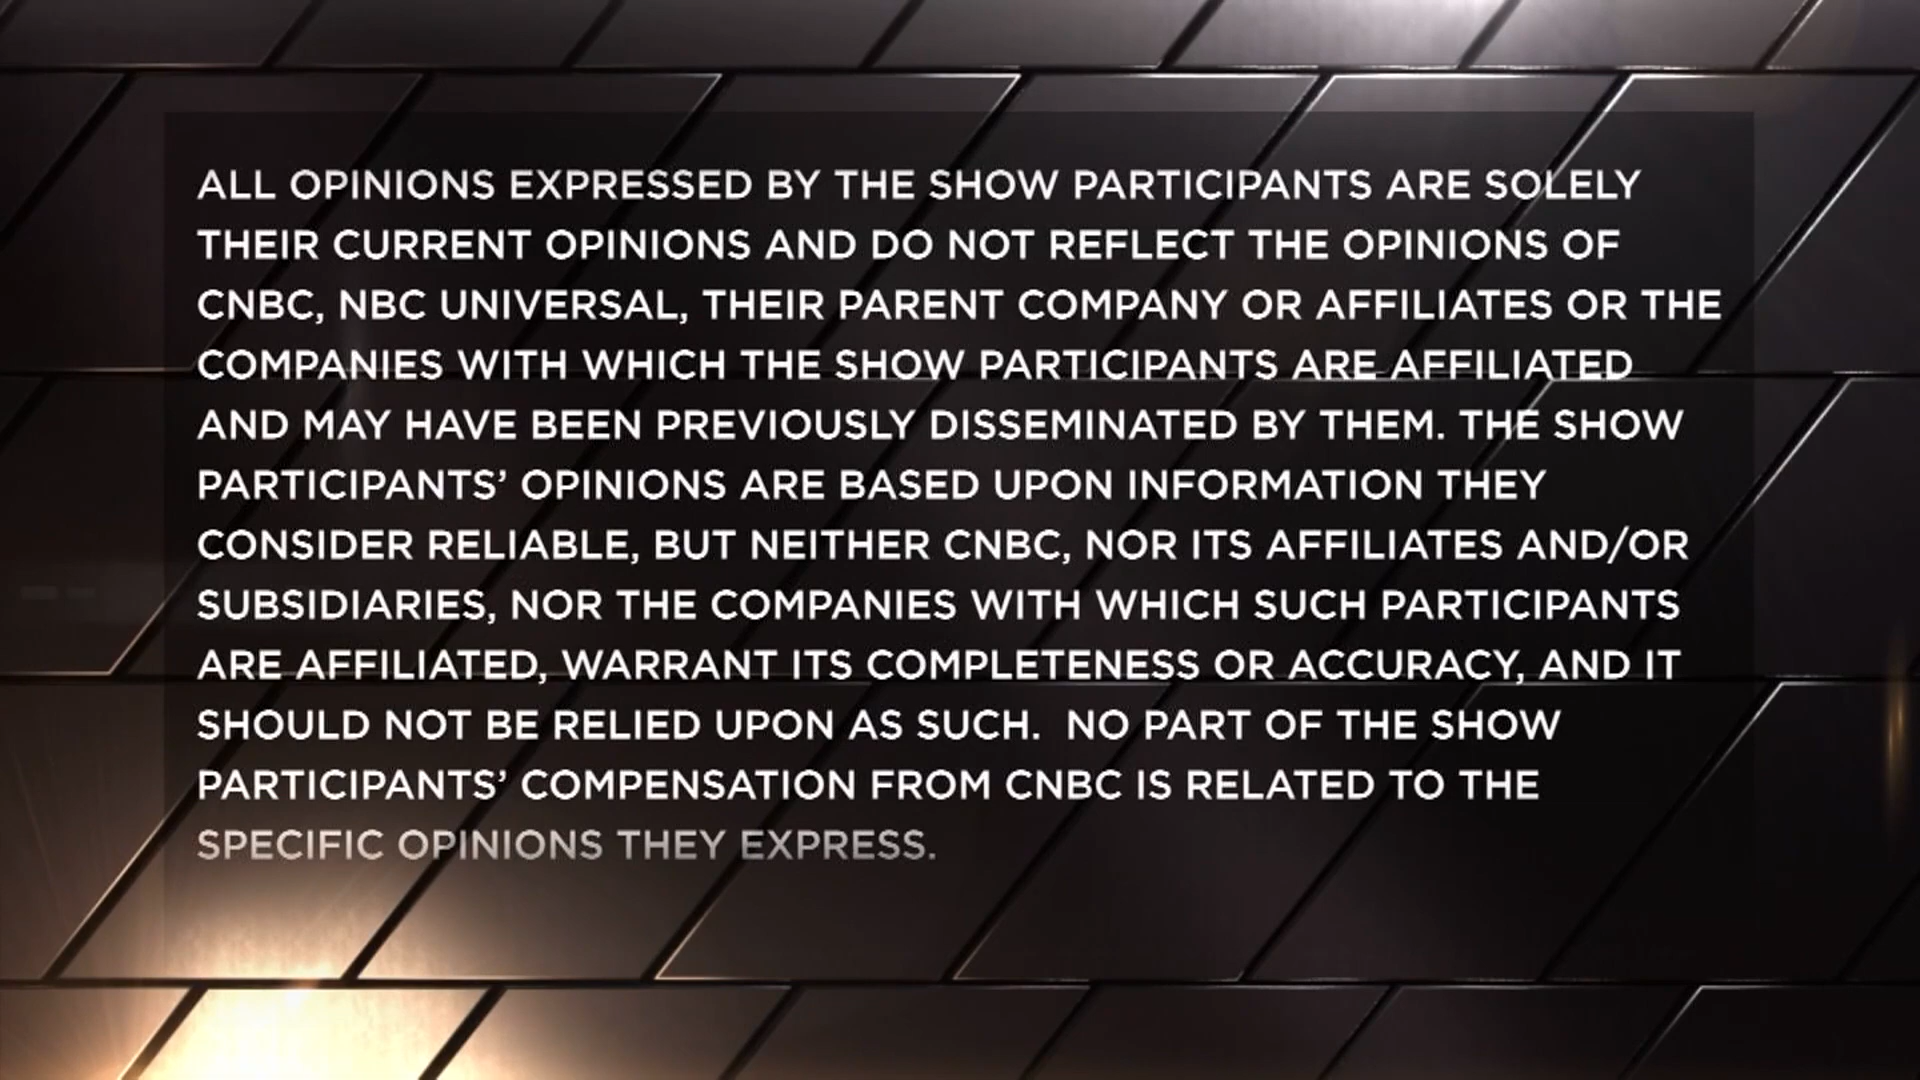 ALL OPINIONS EXPRESSED BY THE SHOW PARTICIPANTS ARE SOLELY
THEIR CURRENT OPINIONS AND DO NOT REFLECT THE OPINIONS OF
CNBC, NBC UNIVERSAL, THEIR PARENT COMPANY OR AFFILIATES OR THE
COMPANIES WITH WHICH THE SHOW PARTICIPANTS ARE AFFILIATED
AND MAY HAVE BEEN PREVIOUSLY DISSEMINATED BY THEM. THE SHOW
PARTICIPANTS’ OPINIONS ARE BASED UPON INFORMATION THEY
CONSIDER RELIABLE, BUT NEITHER CNBC, NOR ITS AFFILIATES AND/OR
SUBSIDIARIES, NOR THE COMPANIES WITH WHICH SUCH PARTICIPANTS
ARE AFFILIATED, WARRANT ITS COMPLETENESS OR ACCURACY, AND IT
SHOULD NOT BE RELIED UPON AS SUCH.  NO PART OF THE SHOW
PARTICIPANTS’ COMPENSATION FROM CNBC IS RELATED TO THE
SPECIFIC OPINIONS THEY EXPRESS.